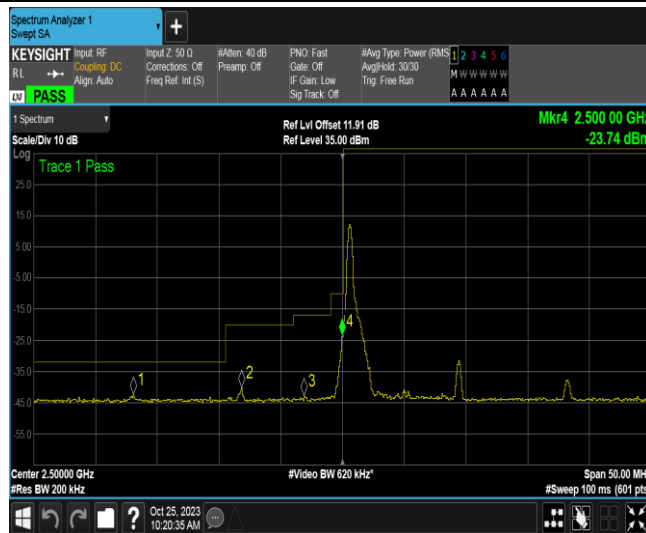 Spectrum Analyzer 1
Swept SA
+
KEYSIGHT
RL
LXI PASS
Input: RF
Coupling: DC
Align: Auto
Input Z: 50 Ω
Corrections: Off
Freq Ref: Int (S)
#Atten: 40 dB
Preamp: Off
PNO: Fast
Gate: Off
IF Gain: Low
Sig Track: Off
#Avg Type: Power (RMS
Avg|Hold: 30/30
Trig: Free Run
1 2 3 4 5 6
M W W W W W
A A A A A A
1 Spectrum
Scale/Div 10 dB
Ref Lvl Offset 11.91 dB
Ref Level 35.00 dBm
Mkr4 2.500 00 GHz
-23.74 dBm
Log
Trace 1 Pass
25.0
15.0
5.00
-5.00
-15.0
-25.0
-35.0
-45.0
-55.0
1
2
3
4
Center 2.50000 GHz
#Res BW 200 kHz
#Video BW 620 kHz*
Span 50.00 MH
#Sweep 100 ms (601 pts
?
Oct 25, 2023
10:20:35 AM